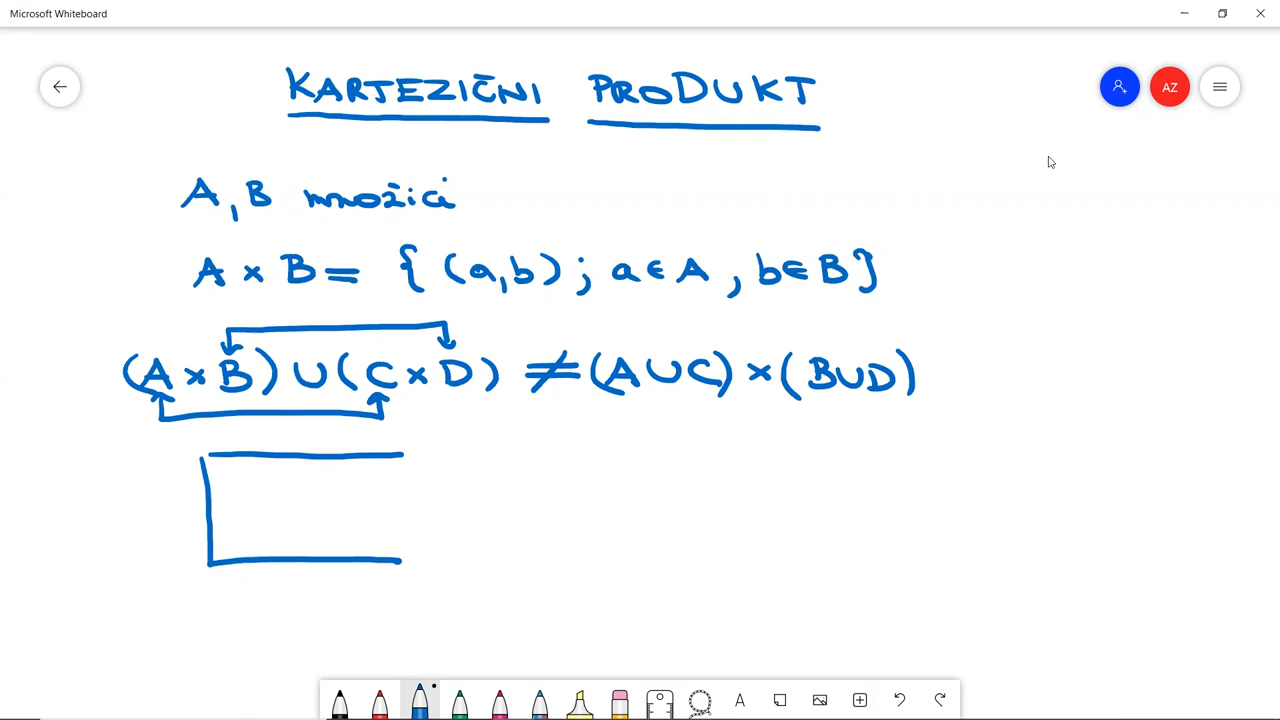 Microsoft Whiteboard
AZ
KARTEZIČNI PRODUKT
A, B množici
A × B = { (a,b) ; a ∈ A , b ∈ B }
(A × B) ∪ (C × D) ≠ (A ∪ C) × (B ∪ D)
A